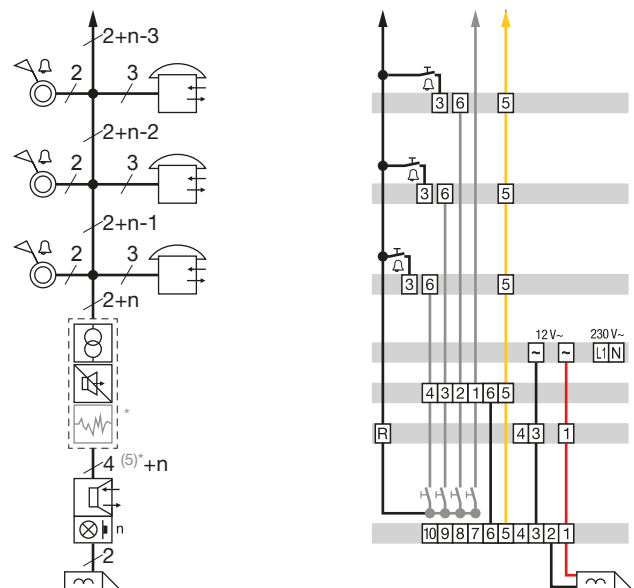 2+n-3
2 3
2+n-2
2 3
2+n-1
2 3
2+n
*
4 (5)*+n
n
2
3 6 5
3 6 5
3 6 5
12 V~ 230 V~
~ ~ L1 N
4 3 2 1 6 5
R 4 3 1
10 9 8 7 6 5 4 3 2 1